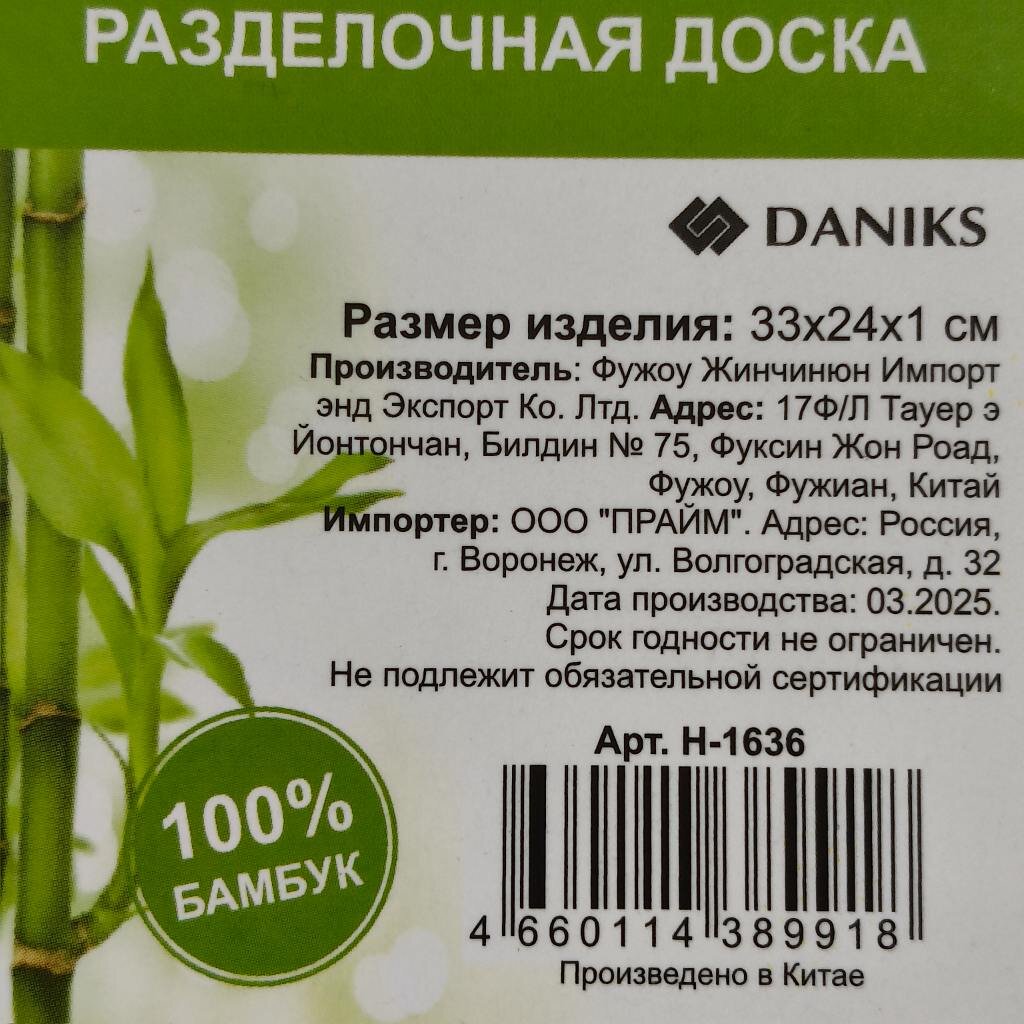 РАЗДЕЛОЧНАЯ ДОСКА
DANIKS
Размер изделия: 33x24x1 см
Производитель: Фужоу Жинчинюн Импорт
энд Экспорт Ко. Лтд. Адрес: 17Ф/Л Тауер э
Йонтончан, Билдин № 75, Фуксин Жон Роад,
Фужоу, Фужиан, Китай
Импортер: ООО "ПРАЙМ". Адрес: Россия,
г. Воронеж, ул. Волгоградская, д. 32
Дата производства: 03.2025.
Срок годности не ограничен.
Не подлежит обязательной сертификации
Арт. Н-1636
4 660114 389918
Произведено в Китае
100%
БАМБУК